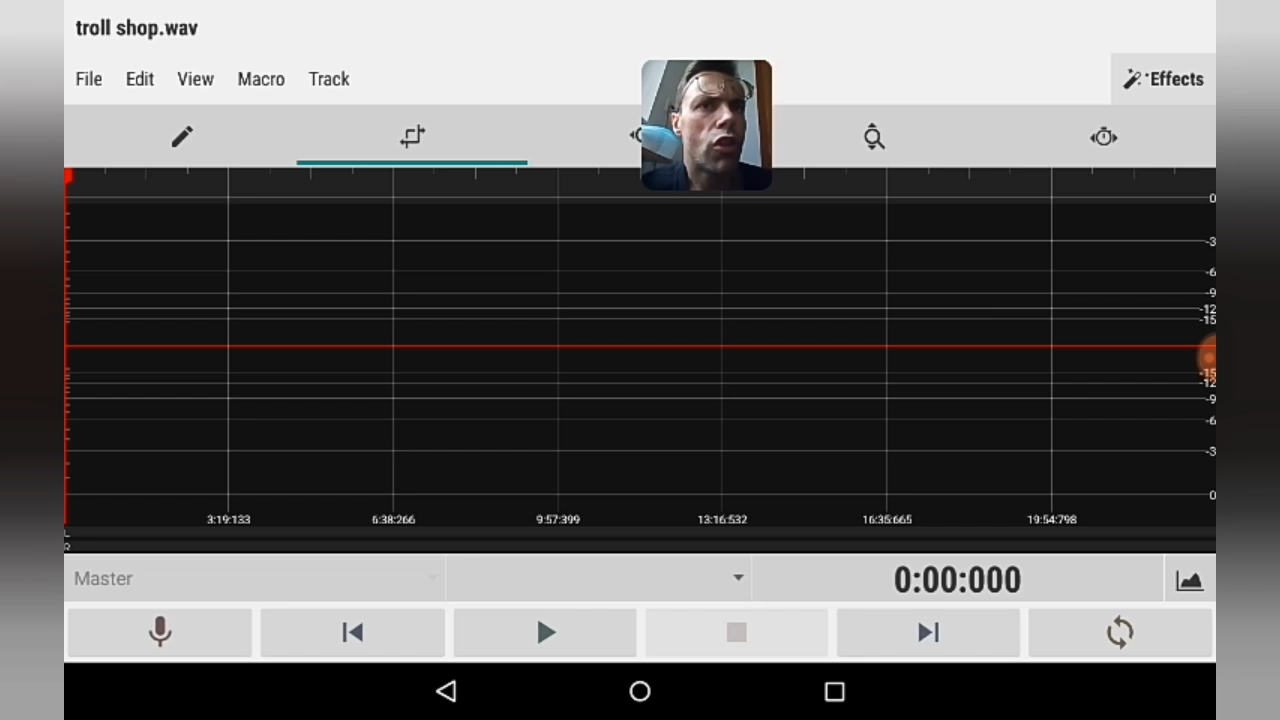 troll shop.wav
File Edit View Macro Track Effects
0
-3
-6
-9
-12
-15
-15
-12
-9
-6
-3
0
3:19:133 6:38:266 9:57:399 13:16:532 16:35:665 19:54:798
L
R
Master 0:00:000